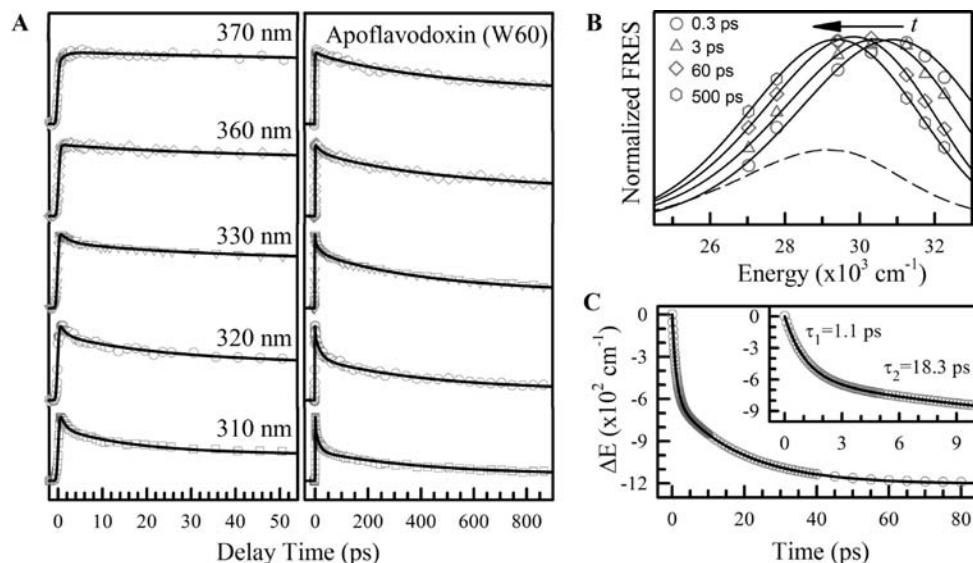 A
370 nm
360 nm
330 nm
320 nm
310 nm
0 10 20 30 40 50
Apoflavodoxin (W60)
0 200 400 600 800
Delay Time (ps)
B
0.3 ps
3 ps
60 ps
500 ps
t
Normalized FRES
26 28 30 32
Energy (x10³ cm⁻¹)
C
0
-3
-6
-9
-12
ΔE (x10² cm⁻¹)
0 20 40 60 80
Time (ps)
0
-3
-6
-9
τ₁=1.1 ps
τ₂=18.3 ps
0 3 6 9